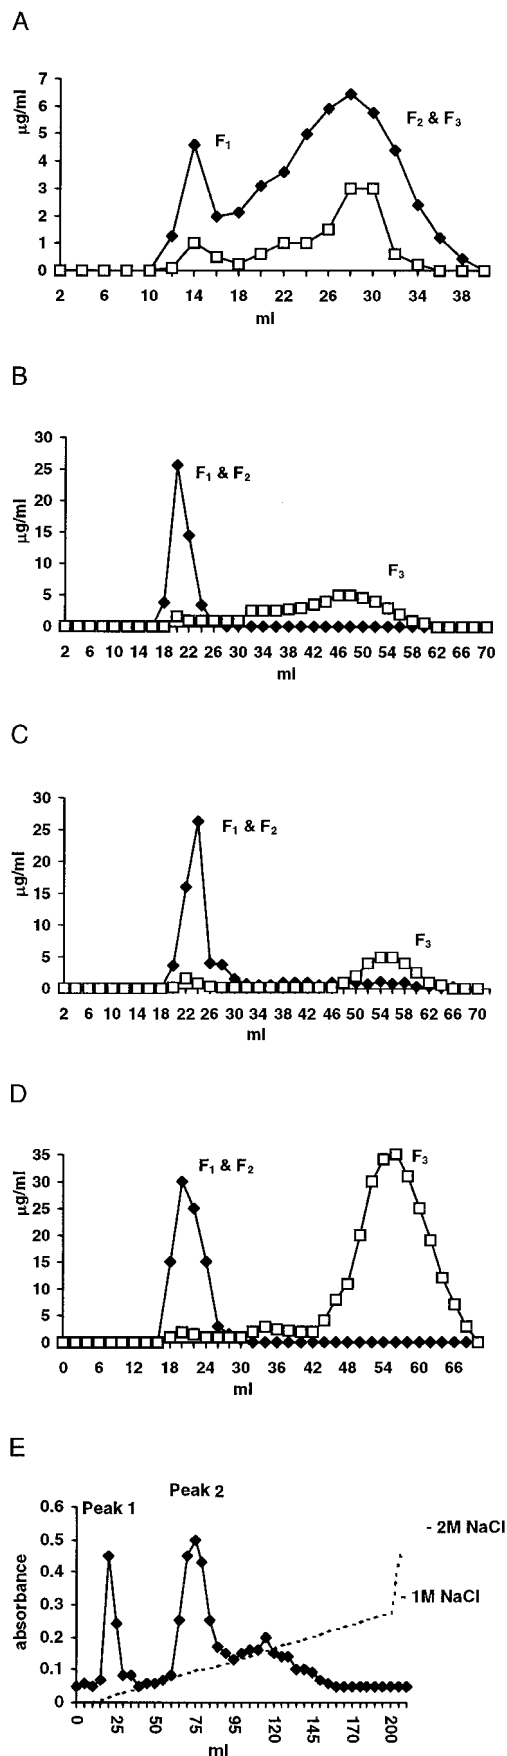 A
7
6
5
4
3
2
1
0
µg/ml
F1
F2 & F3
2 6 10 14 18 22 26 30 34 38
ml
B
30
25
20
15
10
5
0
µg/ml
F1 & F2
F3
2 6 10 14 18 22 26 30 34 38 42 46 50 54 58 62 66 70
ml
C
30
25
20
15
10
5
0
µg/ml
F1 & F2
F3
2 6 10 14 18 22 26 30 34 38 42 46 50 54 58 62 66 70
ml
D
35
30
25
20
15
10
5
0
µg/ml
F1 & F2
F3
0 6 12 18 24 30 36 42 48 54 60 66
ml
E
0.6
0.5
0.4
0.3
0.2
0.1
0
absorbance
Peak 1
Peak 2
- 2M NaCl
- 1M NaCl
0 25 50 75 95 120 145 170 200
ml